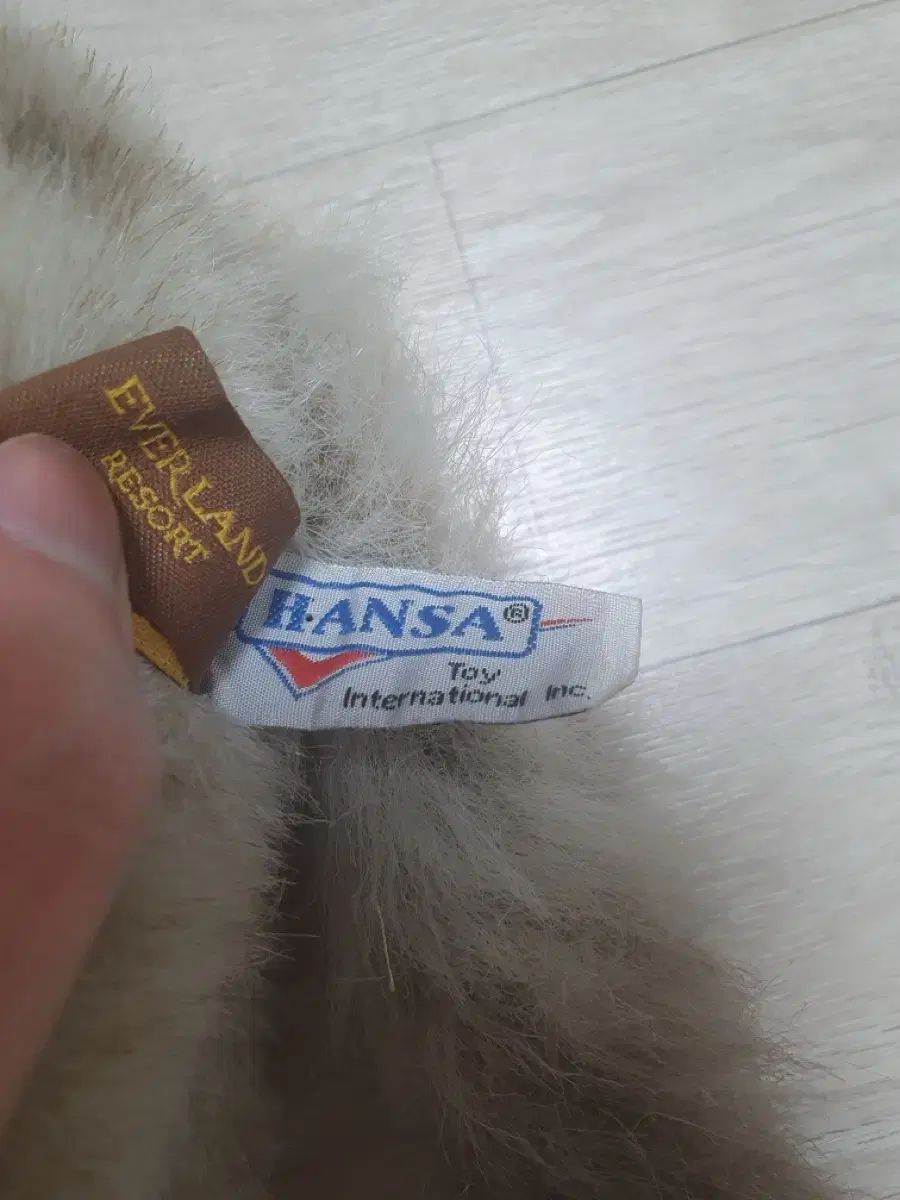 EVERLAND
RESORT
HANSA®
Toy
International Inc.